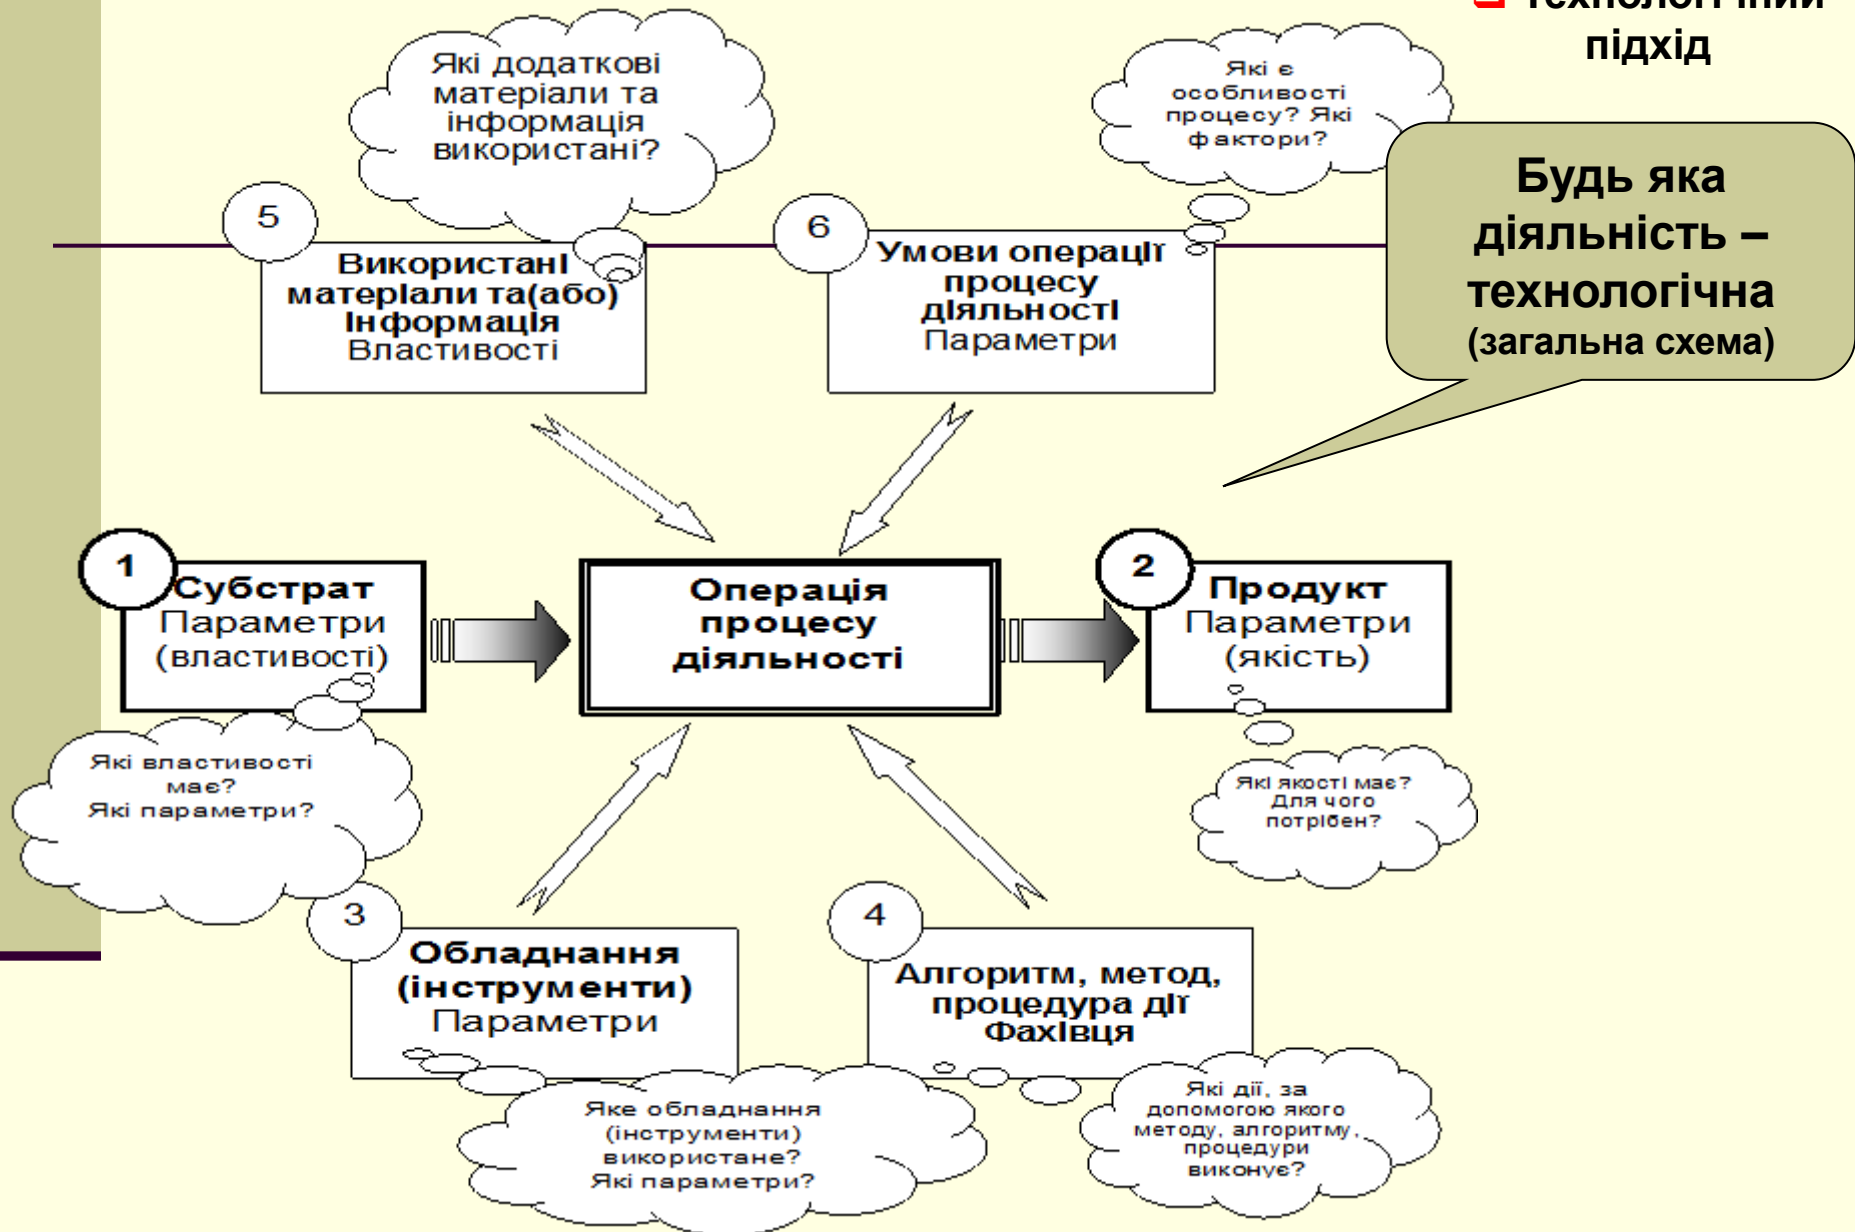 Технологічний
підхід
Які додаткові
матеріали та
інформація
використані?
Які є
особливості
процесу? Які
фактори?
Будь яка
діяльність –
технологічна
(загальна схема)
5
Використані
матеріали та(або)
Інформація
Властивості
6
Умови операції
процесу
діяльності
Параметри
1
Субстрат
Параметри
(властивості)
Операція
процесу
діяльності
2
Продукт
Параметри
(якість)
Які властивості
має?
Які параметри?
Які якості має?
Для чого
потрібен?
3
Обладнання
(інструменти)
Параметри
4
Алгоритм, метод,
процедура дії
Фахівця
Яке обладнання
(інструменти)
використане?
Які параметри?
Які дії, за
допомогою якого
методу, алгоритму,
процедури
виконує?